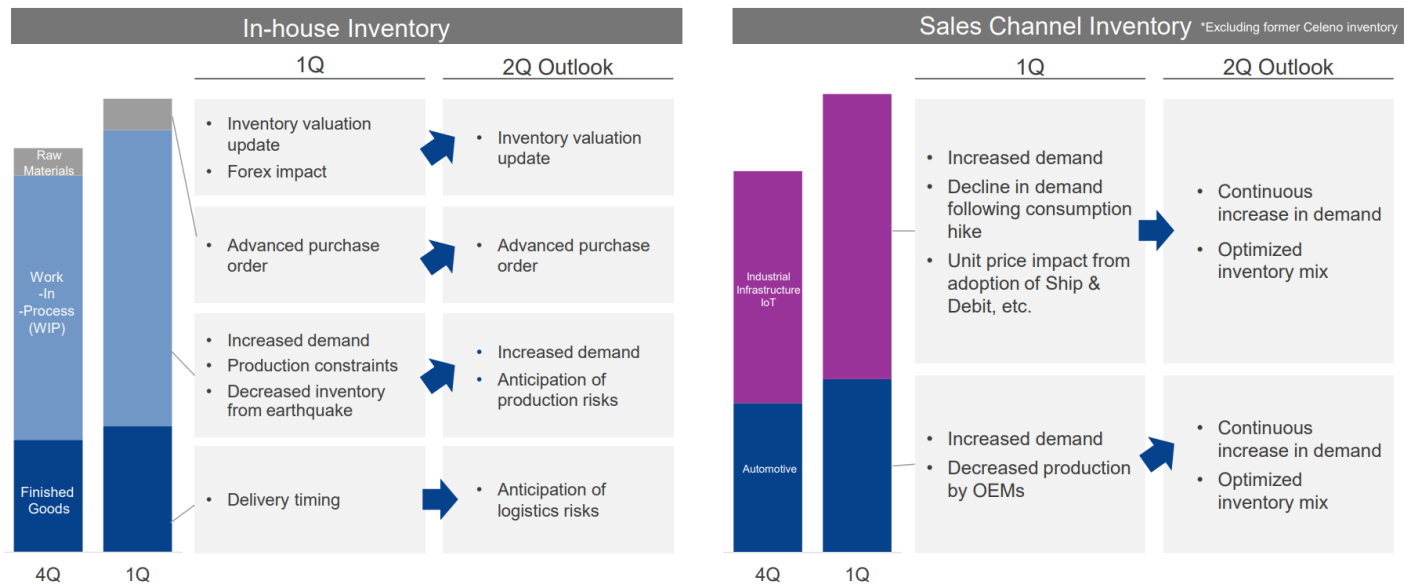 In-house Inventory
1Q
2Q Outlook
Raw
Materials
Work
-In
-Process
(WIP)
Finished
Goods
4Q
1Q
• Inventory valuation
update
• Forex impact
• Inventory valuation
update
• Advanced purchase
order
• Advanced purchase
order
• Increased demand
• Production constraints
• Decreased inventory
from earthquake
• Increased demand
• Anticipation of
production risks
• Delivery timing
• Anticipation of
logistics risks
Sales Channel Inventory *Excluding former Celeno inventory
1Q
2Q Outlook
Industrial
Infrastructure
IoT
Automotive
4Q
1Q
• Increased demand
• Decline in demand
following consumption
hike
• Unit price impact from
adoption of Ship &
Debit, etc.
• Continuous
increase in demand
• Optimized
inventory mix
• Increased demand
• Decreased production
by OEMs
• Continuous
increase in demand
• Optimized
inventory mix